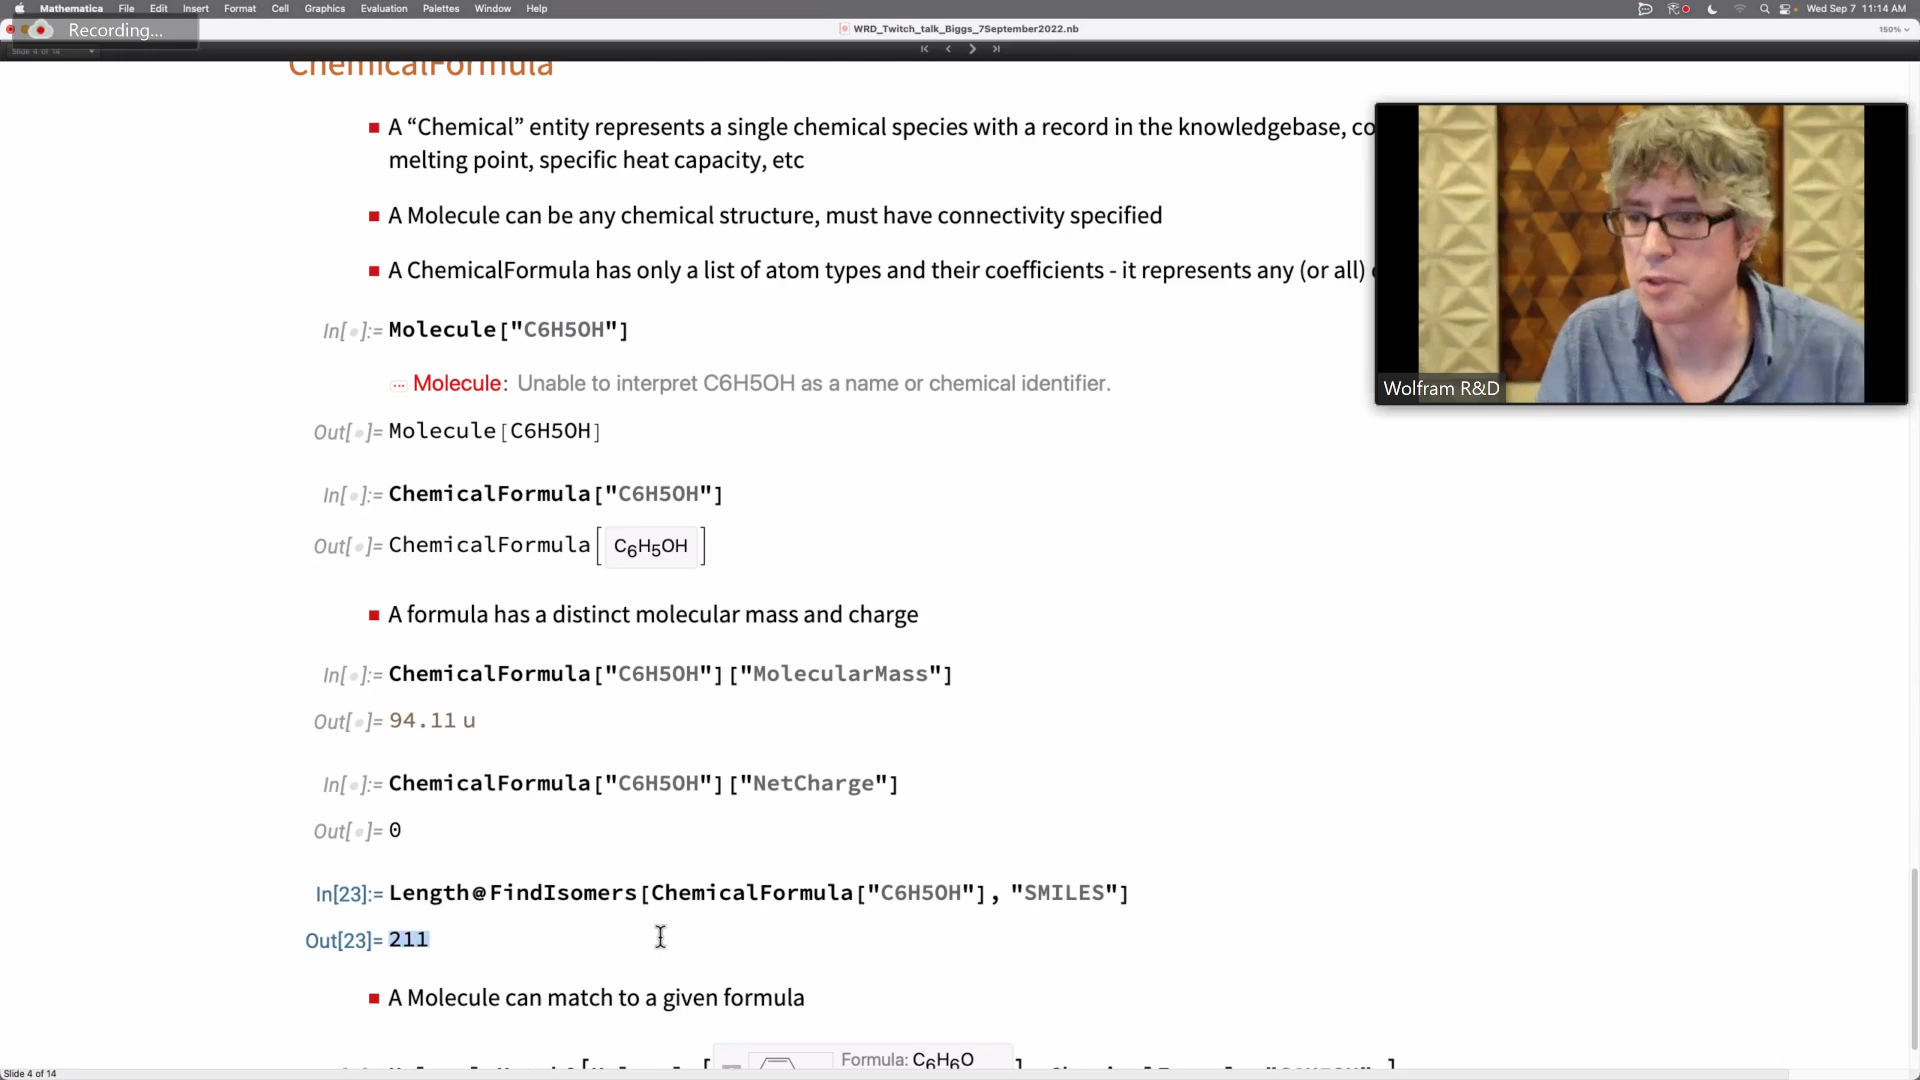 Mathematica File Edit Insert Format Cell Graphics Evaluation Palettes Window Help
Wed Sep 7 11:14 AM
Recording...
WRD_Twitch_talk_Biggs_7September2022.nb
150%
Slide 4 of 14
ChemicalFormula
A “Chemical” entity represents a single chemical species with a record in the knowledgebase, co
melting point, specific heat capacity, etc
A Molecule can be any chemical structure, must have connectivity specified
A ChemicalFormula has only a list of atom types and their coefficients - it represents any (or all)
In[ ]:= Molecule["C6H5OH"]
Molecule: Unable to interpret C6H5OH as a name or chemical identifier.
Out[ ]= Molecule[C6H5OH]
In[ ]:= ChemicalFormula["C6H5OH"]
Out[ ]= ChemicalFormula[C₆H₅OH]
A formula has a distinct molecular mass and charge
In[ ]:= ChemicalFormula["C6H5OH"]["MolecularMass"]
Out[ ]= 94.11 u
In[ ]:= ChemicalFormula["C6H5OH"]["NetCharge"]
Out[ ]= 0
In[23]:= Length@FindIsomers[ChemicalFormula["C6H5OH"], "SMILES"]
Out[23]= 211
A Molecule can match to a given formula
Formula: C₆H₆O
Slide 4 of 14
Wolfram R&D